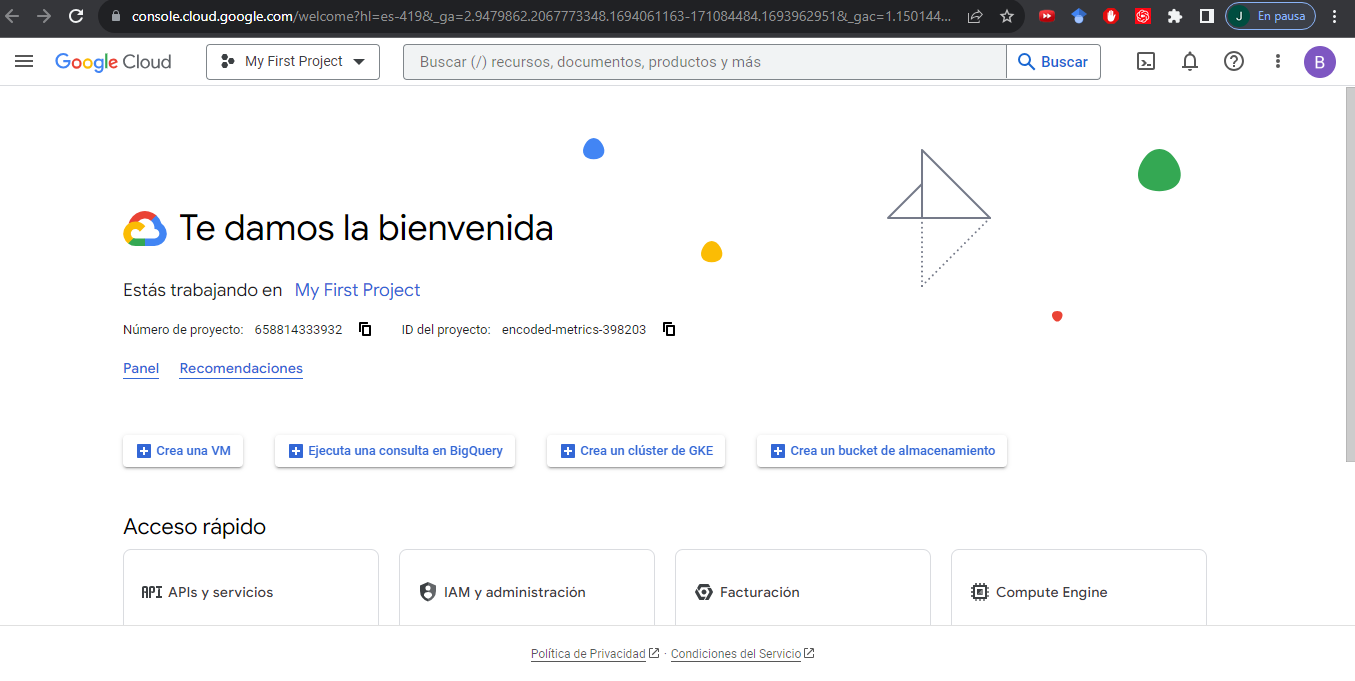 console.cloud.google.com/welcome?hl=es-419&_ga=2.9479862.2067773348.1694061163-171084484.1693962951&_gac=1.150144...
J En pausa
Google Cloud My First Project Buscar (/) recursos, documentos, productos y más Buscar B
Te damos la bienvenida
Estás trabajando en My First Project
Número de proyecto: 658814333932 ID del proyecto: encoded-metrics-398203
Panel Recomendaciones
Crea una VM Ejecuta una consulta en BigQuery Crea un clúster de GKE Crea un bucket de almacenamiento
Acceso rápido
API APIs y servicios IAM y administración Facturación Compute Engine
Política de Privacidad · Condiciones del Servicio